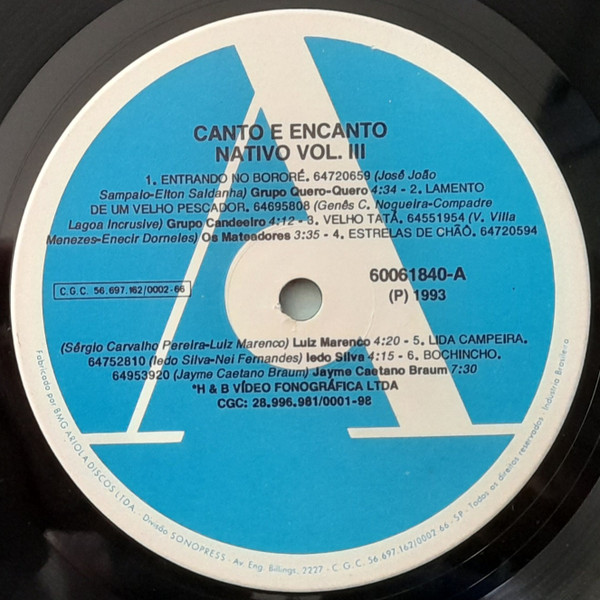 CANTO E ENCANTO
NATIVO VOL. III
1. ENTRANDO NO BORORÉ. 64720659 (José João
Sampaio-Elton Saldanha) Grupo Quero-Quero 4:34 - 2. LAMENTO
DE UM VELHO PESCADOR. 64695808 (Genês C. Nogueira-Compadre
Lagoa Incrusive) Grupo Candeeiro 4:12 - 3. VELHO TATÁ. 64551954 (V. Villa
Menezes-Enecir Dorneles) Os Mateadores 3:35 - 4. ESTRELAS DE CHÃO. 64720594
C.G.C. 56.697.162/0002-66
60061840-A
(P) 1993
(Sérgio Carvalho Pereira-Luiz Marenco) Luiz Marenco 4:20 - 5. LIDA CAMPEIRA.
64752810 (Iedo Silva-Nei Fernandes) Iedo Silva 4:15 - 6. BOCHINCHO.
64953920 (Jayme Caetano Braum) Jayme Caetano Braum 7:30
*H & B VÍDEO FONOGRÁFICA LTDA
CGC: 28.996.981/0001-98
Fabricado por BMG ARIOLA DISCOS LTDA. - Divisão SONOPRESS - Av. Eng. Billings, 2227 - C.G.C. 56.697.162/0002.66 - SP - Todos os direitos reservados - Indústria Brasileira